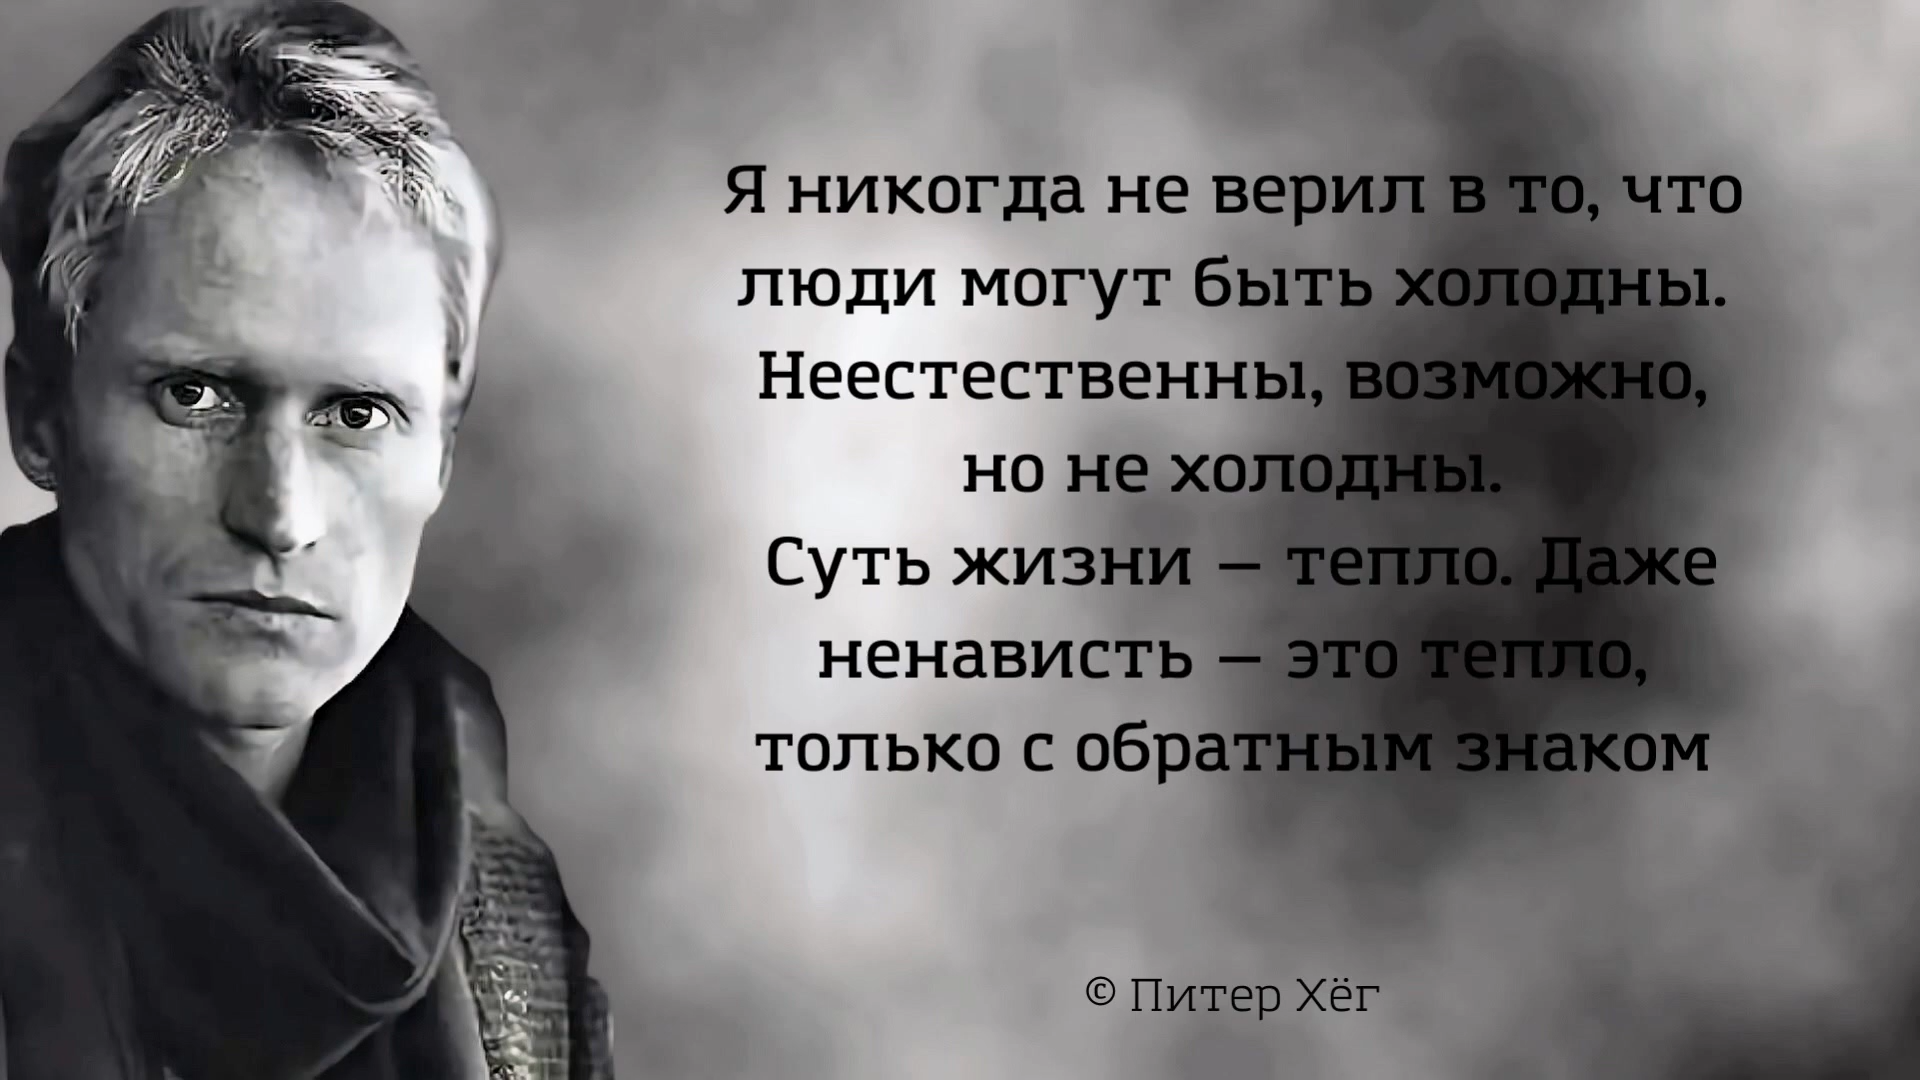 Я никогда не верил в то, что
люди могут быть холодны.
Неестественны, возможно,
но не холодны.
Суть жизни – тепло. Даже
ненависть – это тепло,
только с обратным знаком
© Питер Хёг